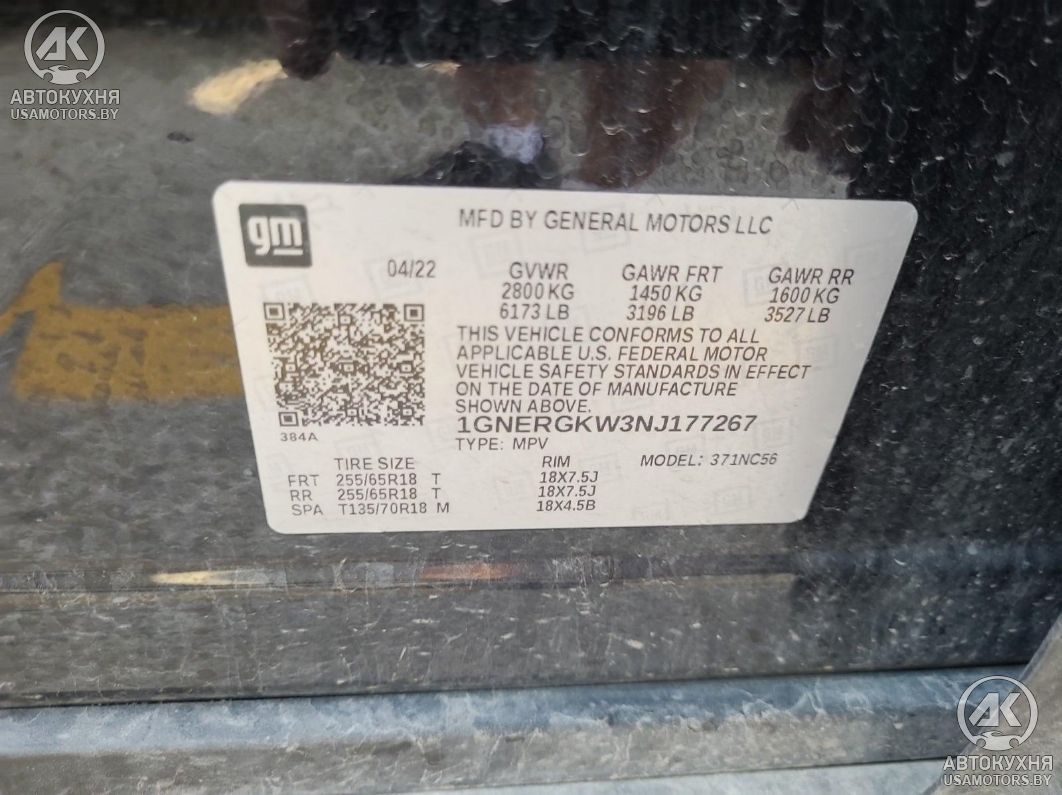 AK
АВТОКУХНЯ
USAMOTORS.BY
gm
MFD BY GENERAL MOTORS LLC
04/22 GVWR GAWR FRT GAWR RR
2800 KG 1450 KG 1600 KG
6173 LB 3196 LB 3527 LB
THIS VEHICLE CONFORMS TO ALL
APPLICABLE U.S. FEDERAL MOTOR
VEHICLE SAFETY STANDARDS IN EFFECT
ON THE DATE OF MANUFACTURE
SHOWN ABOVE.
1GNERGKW3NJ177267
384A
TYPE: MPV
TIRE SIZE RIM MODEL: 371NC56
FRT 255/65R18 T 18X7.5J
RR 255/65R18 T 18X7.5J
SPA T135/70R18 M 18X4.5B
AK
АВТОКУХНЯ
USAMOTORS.BY